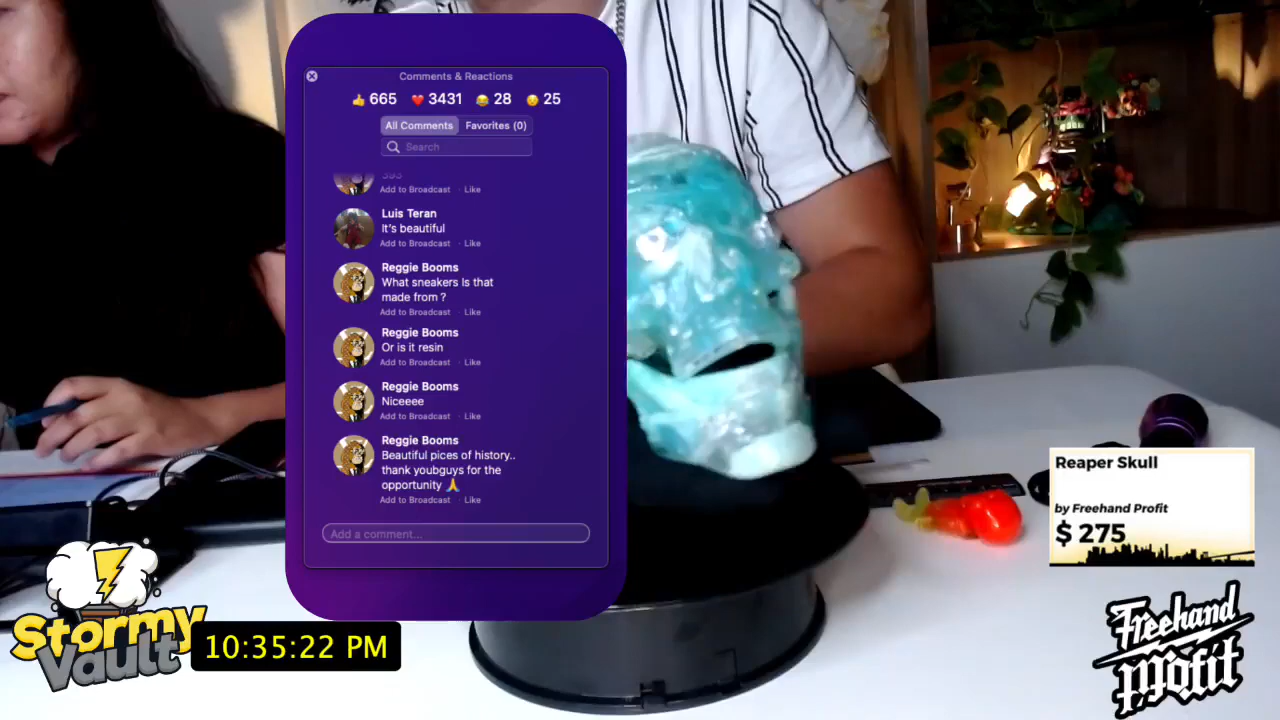 Comments & Reactions
665 3431 28 25
All Comments Favorites (0)
Search
393
Add to Broadcast · Like
Luis Teran
It's beautiful
Add to Broadcast · Like
Reggie Booms
What sneakers Is that
made from ?
Add to Broadcast · Like
Reggie Booms
Or is it resin
Add to Broadcast · Like
Reggie Booms
Niceeee
Add to Broadcast · Like
Reggie Booms
Beautiful pices of history..
thank youbguys for the
opportunity 🙏
Add to Broadcast · Like
Add a comment...
Reaper Skull
by Freehand Profit
$ 275
Stormy
Vault
10:35:22 PM
Freehand
Profit